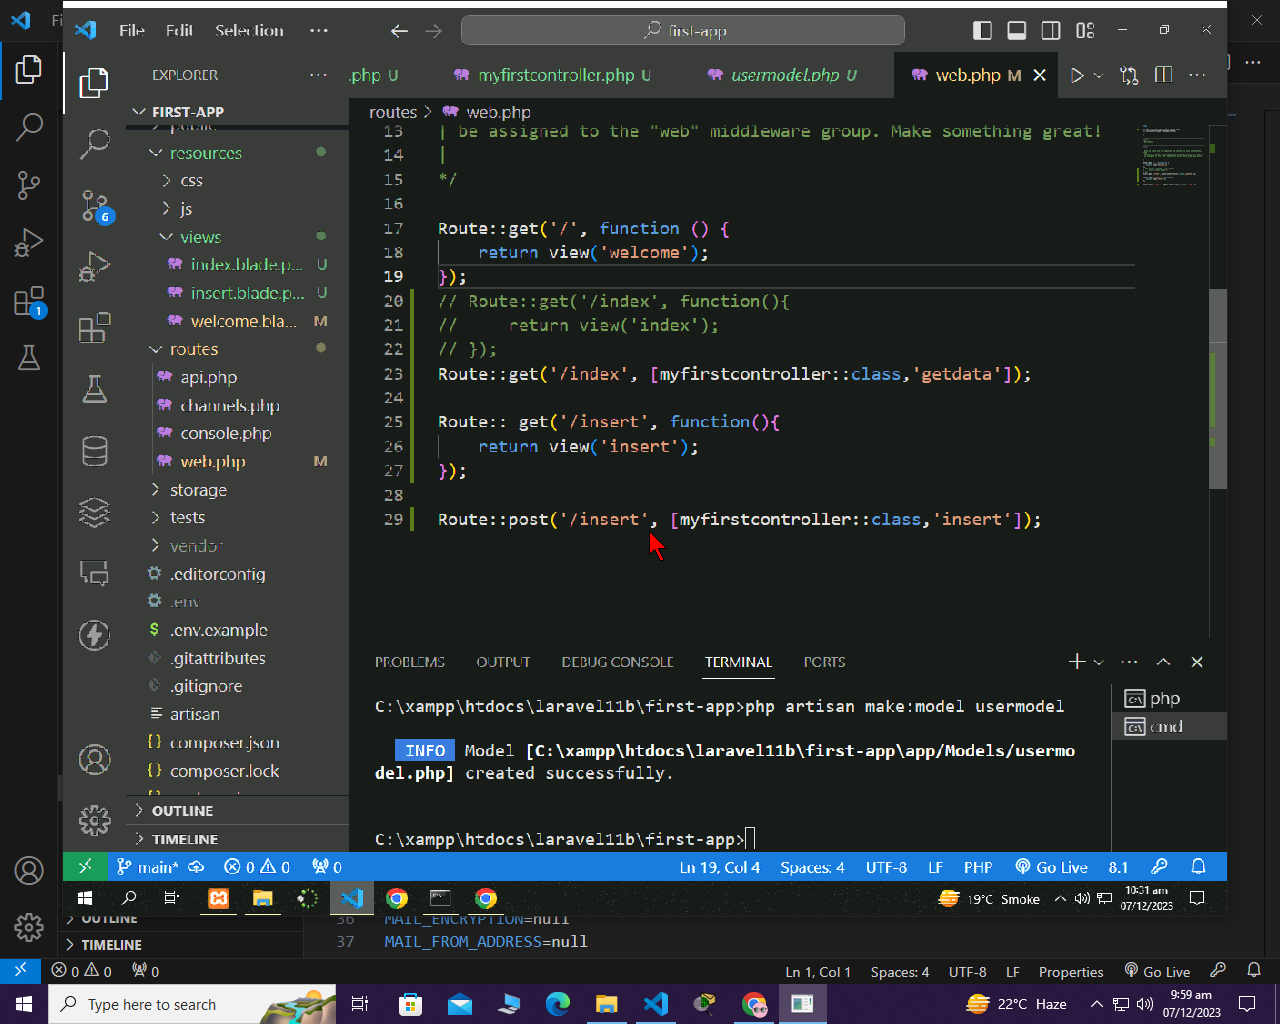 File Edit Selection ··· first-app
EXPLORER ···
.php U myfirstcontroller.php U usermodel.php U web.php M
FIRST-APP
routes > web.php
public
resources
css
js
views
index.blade.p... U
insert.blade.p... U
welcome.bla... M
routes
api.php
channels.php
console.php
web.php M
storage
tests
vendor
.editorconfig
.env
.env.example
.gitattributes
.gitignore
artisan
composer.json
composer.lock
OUTLINE
TIMELINE
6
1
13 | be assigned to the "web" middleware group. Make something great!
14 |
15 */
16
17 Route::get('/', function () {
18 return view('welcome');
19 });
20 // Route::get('/index', function(){
21 // return view('index');
22 // });
23 Route::get('/index', [myfirstcontroller::class,'getdata']);
24
25 Route:: get('/insert', function(){
26 return view('insert');
27 });
28
29 Route::post('/insert', [myfirstcontroller::class,'insert']);
PROBLEMS OUTPUT DEBUG CONSOLE TERMINAL PORTS
C:\xampp\htdocs\laravel11b\first-app>php artisan make:model usermodel
INFO Model [C:\xampp\htdocs\laravel11b\first-app\app/Models/usermo
del.php] created successfully.
C:\xampp\htdocs\laravel11b\first-app>
php
cmd
main* 0 0 0 Ln 19, Col 4 Spaces: 4 UTF-8 LF PHP Go Live 8.1
19°C Smoke 10:31 am
07/12/2023
OUTLINE
TIMELINE
36 MAIL_ENCRYPTION=null
37 MAIL_FROM_ADDRESS=null
0 0 0 Ln 1, Col 1 Spaces: 4 UTF-8 LF Properties Go Live
Type here to search 22°C Haze 9:59 am
07/12/2023